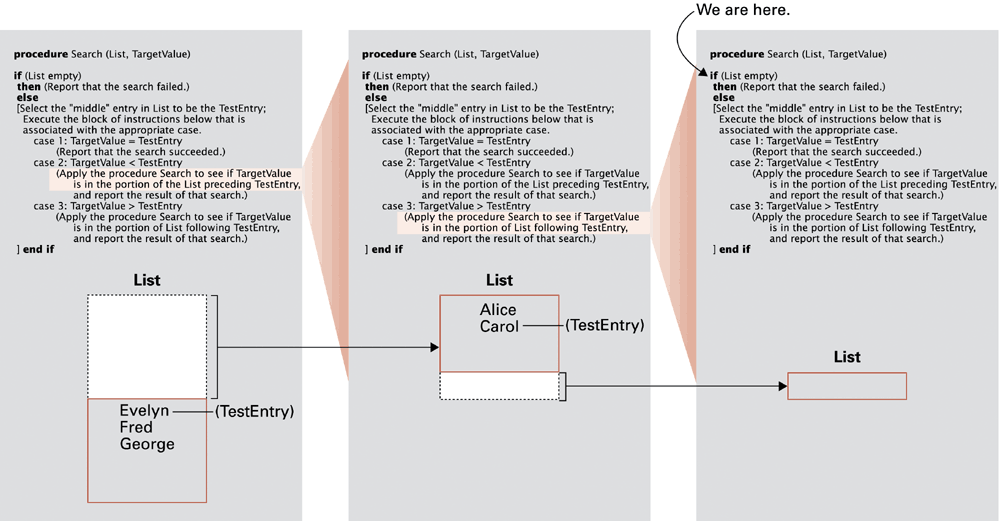 We are here.
procedure Search (List, TargetValue)
if (List empty)
then (Report that the search failed.)
else
[Select the "middle" entry in List to be the TestEntry;
Execute the block of instructions below that is
associated with the appropriate case.
case 1: TargetValue = TestEntry
(Report that the search succeeded.)
case 2: TargetValue < TestEntry
(Apply the procedure Search to see if TargetValue
is in the portion of the List preceding TestEntry,
and report the result of that search.)
case 3: TargetValue > TestEntry
(Apply the procedure Search to see if TargetValue
is in the portion of List following TestEntry,
and report the result of that search.)
] end if
List
Evelyn
(TestEntry)
Fred
George
procedure Search (List, TargetValue)
if (List empty)
then (Report that the search failed.)
else
[Select the "middle" entry in List to be the TestEntry;
Execute the block of instructions below that is
associated with the appropriate case.
case 1: TargetValue = TestEntry
(Report that the search succeeded.)
case 2: TargetValue < TestEntry
(Apply the procedure Search to see if TargetValue
is in the portion of the List preceding TestEntry,
and report the result of that search.)
case 3: TargetValue > TestEntry
(Apply the procedure Search to see if TargetValue
is in the portion of List following TestEntry,
and report the result of that search.)
] end if
List
Alice
Carol
(TestEntry)
procedure Search (List, TargetValue)
if (List empty)
then (Report that the search failed.)
else
[Select the "middle" entry in List to be the TestEntry;
Execute the block of instructions below that is
associated with the appropriate case.
case 1: TargetValue = TestEntry
(Report that the search succeeded.)
case 2: TargetValue < TestEntry
(Apply the procedure Search to see if TargetValue
is in the portion of the List preceding TestEntry,
and report the result of that search.)
case 3: TargetValue > TestEntry
(Apply the procedure Search to see if TargetValue
is in the portion of List following TestEntry,
and report the result of that search.)
] end if
List